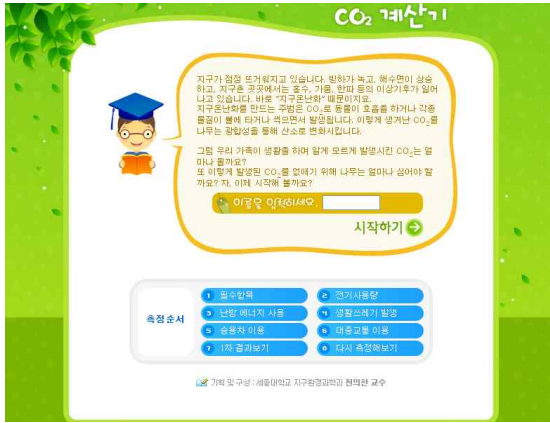 CO₂ 계산기
지구가 점점 뜨거워지고 있습니다. 빙하가 녹고, 해수면이 상승
하고, 지구촌 곳곳에서는 홍수, 가뭄, 한파 등의 이상기후가 일어
나고 있습니다. 바로 "지구온난화" 때문이지요.
지구온난화를 만드는 주범은 CO₂로 동물이 호흡을 하거나 각종
물질이 불에 타거나 썩으면서 발생됩니다. 이렇게 생겨난 CO₂를
나무는 광합성을 통해 산소로 변화시킵니다.
그럼 우리 가족이 생활을 하며 알게 모르게 발생시킨 CO₂는 얼
마나 될까요?
또 이렇게 발생된 CO₂를 없애기 위해 나무는 얼마나 심어야 할
까요? 자, 이제 시작해 볼까요?
이름을 입력하세요.
시작하기
측정순서
1 필수항목
2 전기사용량
3 난방 에너지 사용
4 생활쓰레기 발생
5 승용차 이용
6 대중교통 이용
7 1차 결과보기
8 다시 측정해보기
기획 및 구성 : 세종대학교 지구환경과학과 전의찬 교수